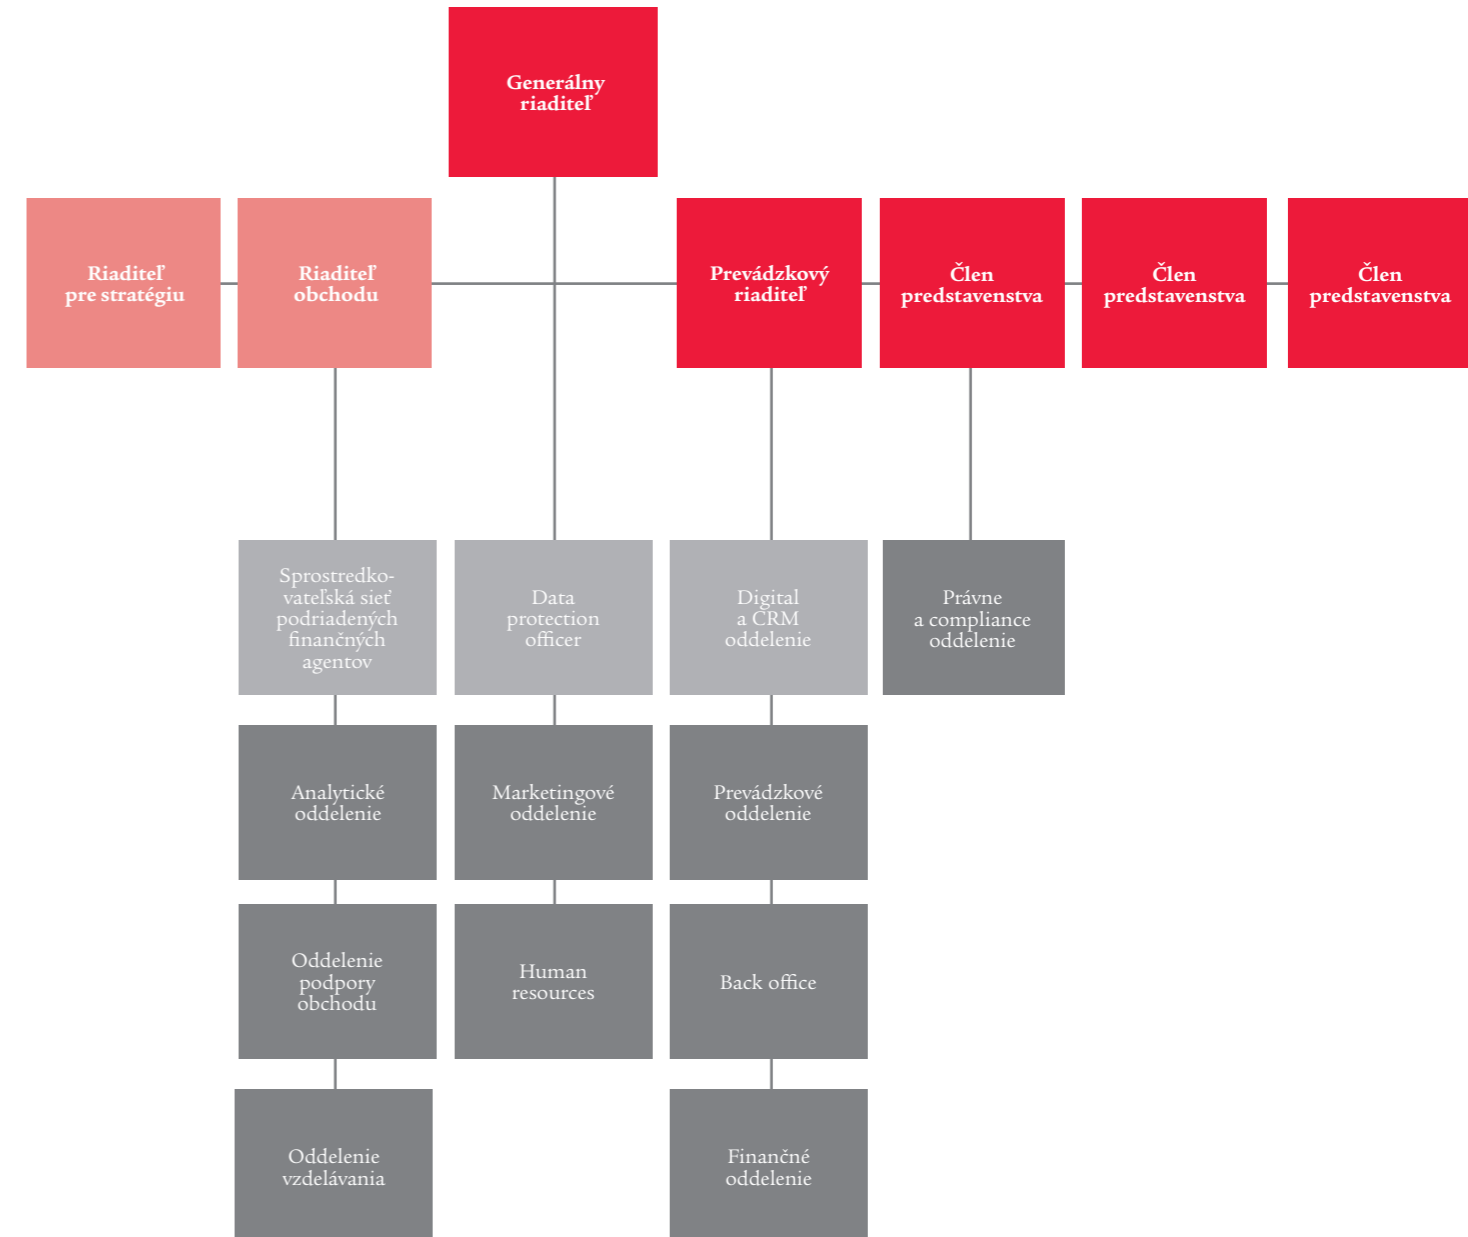 Generálny
riaditeľ
Riaditeľ
pre stratégiu
Riaditeľ
obchodu
Prevádzkový
riaditeľ
Člen
predstavenstva
Člen
predstavenstva
Člen
predstavenstva
Sprostredko-
vateľská sieť
podriadených
finančných
agentov
Data
protection
officer
Digital
a CRM
oddelenie
Právne
a compliance
oddelenie
Analytické
oddelenie
Marketingové
oddelenie
Prevádzkové
oddelenie
Oddelenie
podpory
obchodu
Human
resources
Back office
Oddelenie
vzdelávania
Finančné
oddelenie